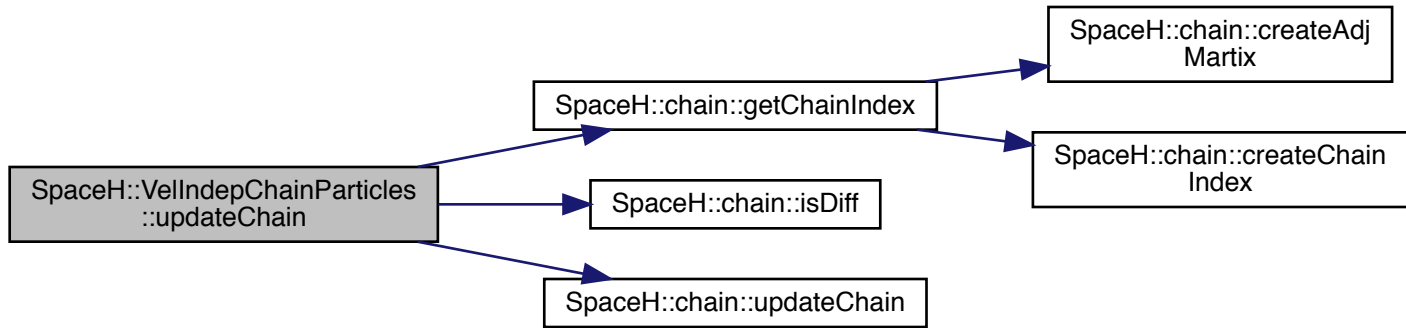 SpaceH::VelIndepChainParticles
::updateChain
SpaceH::chain::getChainIndex
SpaceH::chain::createAdj
Martix
SpaceH::chain::createChain
Index
SpaceH::chain::isDiff
SpaceH::chain::updateChain